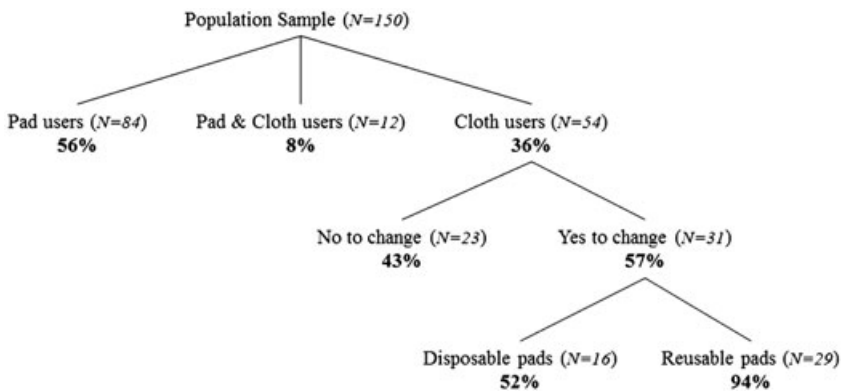 Population Sample (N=150)
Pad users (N=84)
56%
Pad & Cloth users (N=12)
8%
Cloth users (N=54)
36%
No to change (N=23)
43%
Yes to change (N=31)
57%
Disposable pads (N=16)
52%
Reusable pads (N=29)
94%